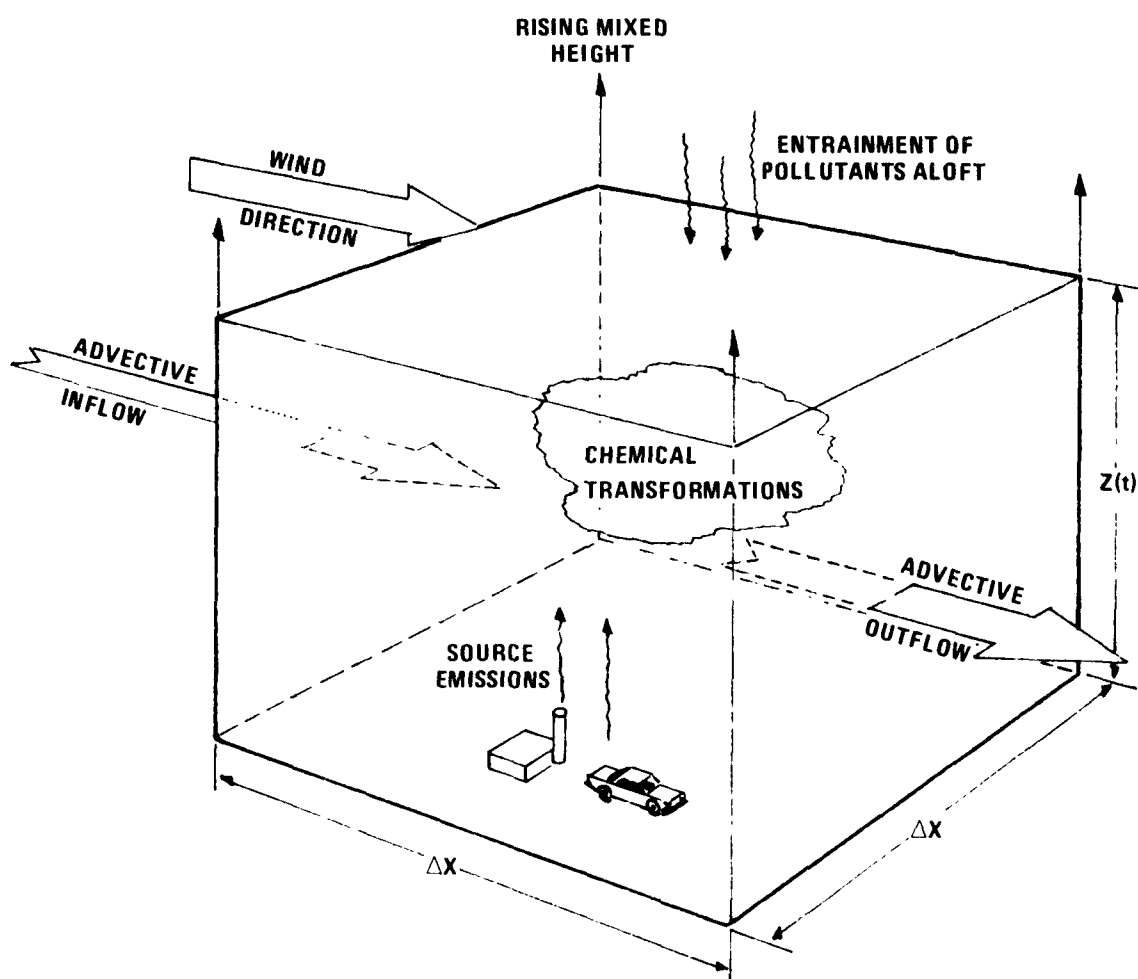 RISING MIXED
HEIGHT
ENTRAINMENT OF
POLLUTANTS ALOFT
WIND
DIRECTION
ADVECTIVE
INFLOW
CHEMICAL
TRANSFORMATIONS
Z(t)
ADVECTIVE
OUTFLOW
SOURCE
EMISSIONS
ΔX
ΔX